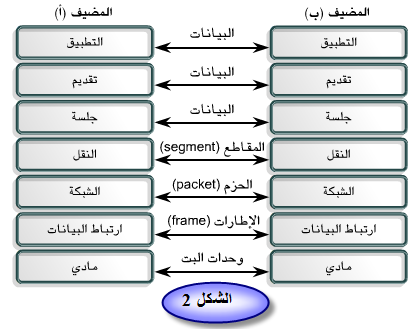 المضيف (ب) المضيف (أ)
التطبيق البيانات التطبيق
تقديم البيانات تقديم
جلسة البيانات جلسة
النقل المقاطع (segment) النقل
الشبكة الحزم (packet) الشبكة
ارتباط البيانات الإطارات (frame) ارتباط البيانات
مادي وحدات البت مادي
الشكل 2